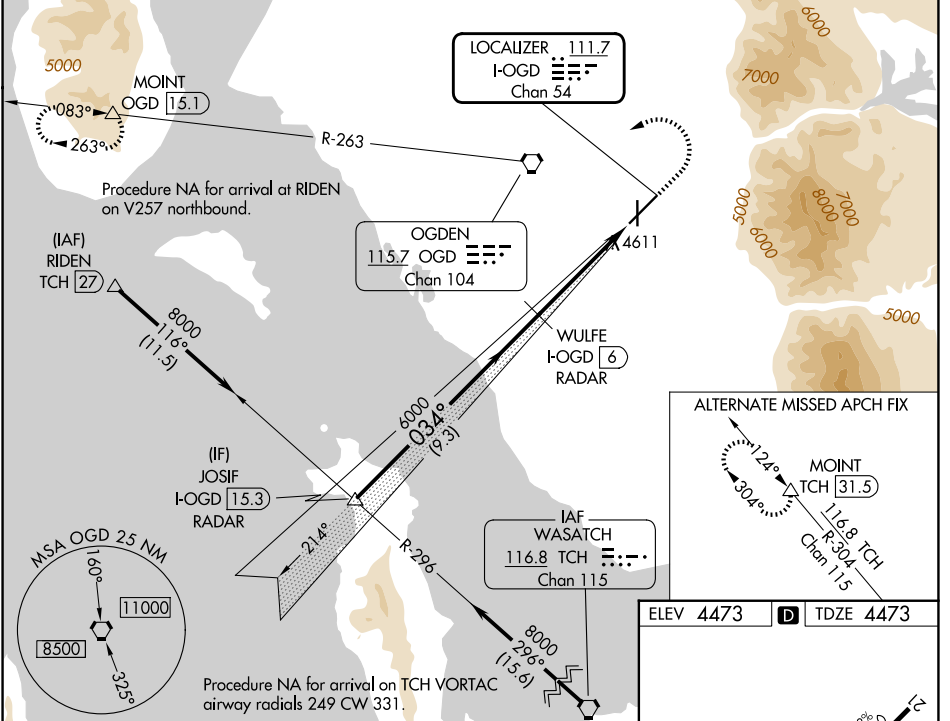 5000
MOINT
OGD 15.1
083°
263°
R-263
Procedure NA for arrival at RIDEN
on V257 northbound.
LOCALIZER 111.7
I-OGD
Chan 54
6000
7000
5000
6000
8000
7000
5000
4611
OGDEN
115.7 OGD
Chan 104
(IAF)
RIDEN
TCH 27
8000
116°
(11.5)
WULFE
I-OGD 6
RADAR
6000
034°
(9.3)
(IF)
JOSIF
I-OGD 15.3
RADAR
214°
R-296
IAF
WASATCH
116.8 TCH
Chan 115
8000
296°
(15.6)
MSA OGD 25 NM
160°
11000
8500
325°
Procedure NA for arrival on TCH VORTAC
airway radials 249 CW 331.
ALTERNATE MISSED APCH FIX
124°
304°
MOINT
TCH 31.5
116.8 TCH
R-304
Chan 115
ELEV 4473
D
TDZE 4473
21